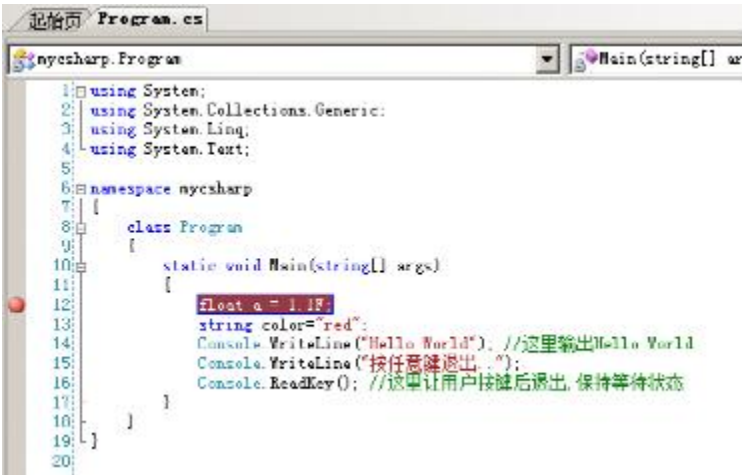 起始页 Program.cs
mycsharp.Program Main(string[] ar
1 using System;
2 using System.Collections.Generic;
3 using System.Linq;
4 using System.Text;
5
6 namespace mycsharp
7 {
8 class Program
9 {
10 static void Main(string[] args)
11 {
12 float a = 1.1F;
13 string color="red";
14 Console.WriteLine("Hello World"); //这里输出Hello World
15 Console.WriteLine("按任意键退出..");
16 Console.ReadKey(); //这里让用户按键后退出,保持等待状态
17 }
18 }
19 }
20